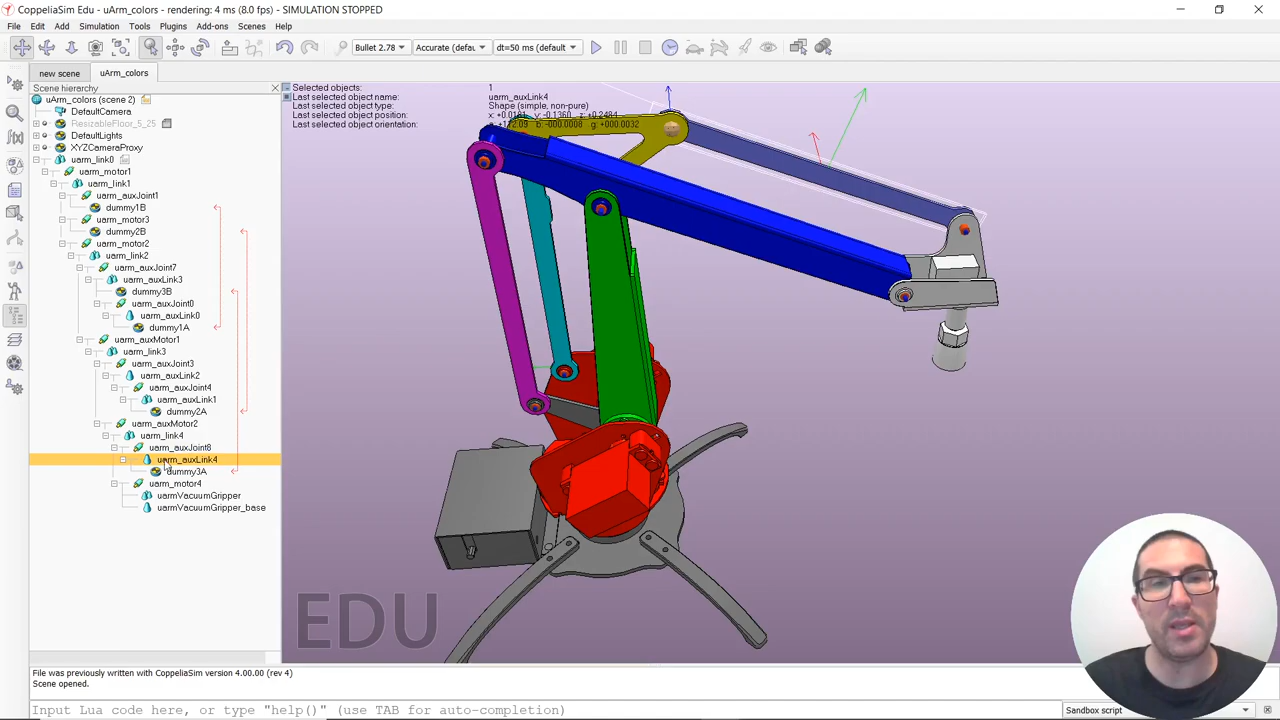 CoppeliaSim Edu - uArm_colors - rendering: 4 ms (8.0 fps) - SIMULATION STOPPED
File Edit Add Simulation Tools Plugins Add-ons Scenes Help
Bullet 2.78 Accurate (defau dt=50 ms (default)
new scene uArm_colors
Scene hierarchy
uArm_colors (scene 2)
DefaultCamera
ResizableFloor_5_25
DefaultLights
XYZCameraProxy
uarm_link0
uarm_motor1
uarm_link1
uarm_auxJoint1
dummy1B
uarm_motor3
dummy2B
uarm_motor2
uarm_link2
uarm_auxJoint7
uarm_auxLink3
dummy3B
uarm_auxJoint0
uarm_auxLink0
dummy1A
uarm_auxMotor1
uarm_link3
uarm_auxJoint3
uarm_auxLink2
uarm_auxJoint4
uarm_auxLink1
dummy2A
uarm_auxMotor2
uarm_link4
uarm_auxJoint8
uarm_auxLink4
dummy3A
uarm_motor4
uarmVacuumGripper
uarmVacuumGripper_base
Selected objects: 1
Last selected object name: uarm_auxLink4
Last selected object type: Shape (simple, non-pure)
Last selected object position:
Last selected object orientation:
EDU
File was previously written with CoppeliaSim version 4.00.00 (rev 4)
Scene opened.
Input Lua code here, or type "help()" (use TAB for auto-completion)
Sandbox script